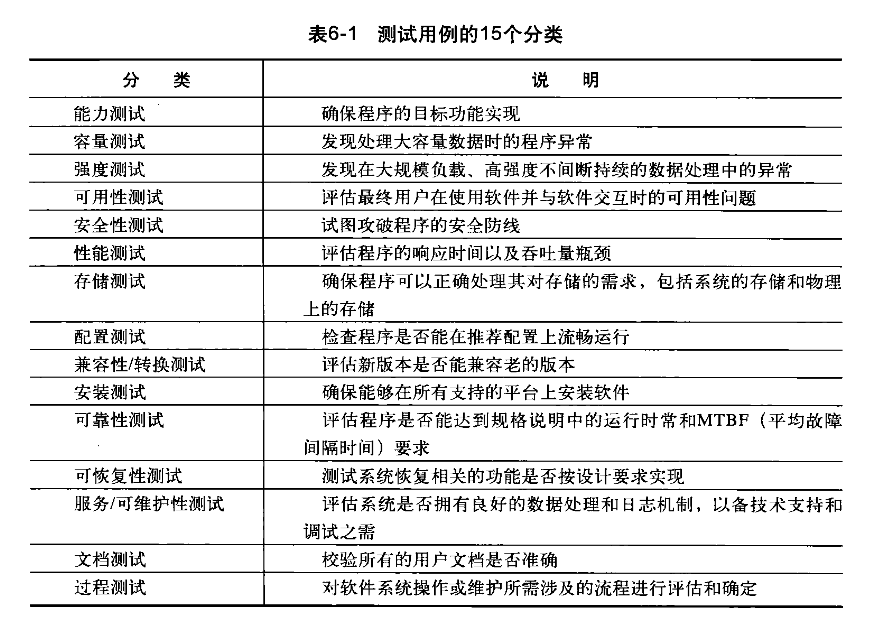 表6-1 测试用例的15个分类
分 类 说 明
能力测试 确保程序的目标功能实现
容量测试 发现处理大容量数据时的程序异常
强度测试 发现在大规模负载、高强度不间断持续的数据处理中的异常
可用性测试 评估最终用户在使用软件并与软件交互时的可用性问题
安全性测试 试图攻破程序的安全防线
性能测试 评估程序的响应时间以及吞吐量瓶颈
存储测试 确保程序可以正确处理其对存储的需求，包括系统的存储和物理
上的存储
配置测试 检查程序是否能在推荐配置上流畅运行
兼容性/转换测试 评估新版本是否能兼容老的版本
安装测试 确保能够在所有支持的平台上安装软件
可靠性测试 评估程序是否能达到规格说明中的运行时常和MTBF（平均故障
间隔时间）要求
可恢复性测试 测试系统恢复相关的功能是否按设计要求实现
服务/可维护性测试 评估系统是否拥有良好的数据处理和日志机制，以备技术支持和
调试之需
文档测试 校验所有的用户文档是否准确
过程测试 对软件系统操作或维护所需涉及的流程进行评估和确定